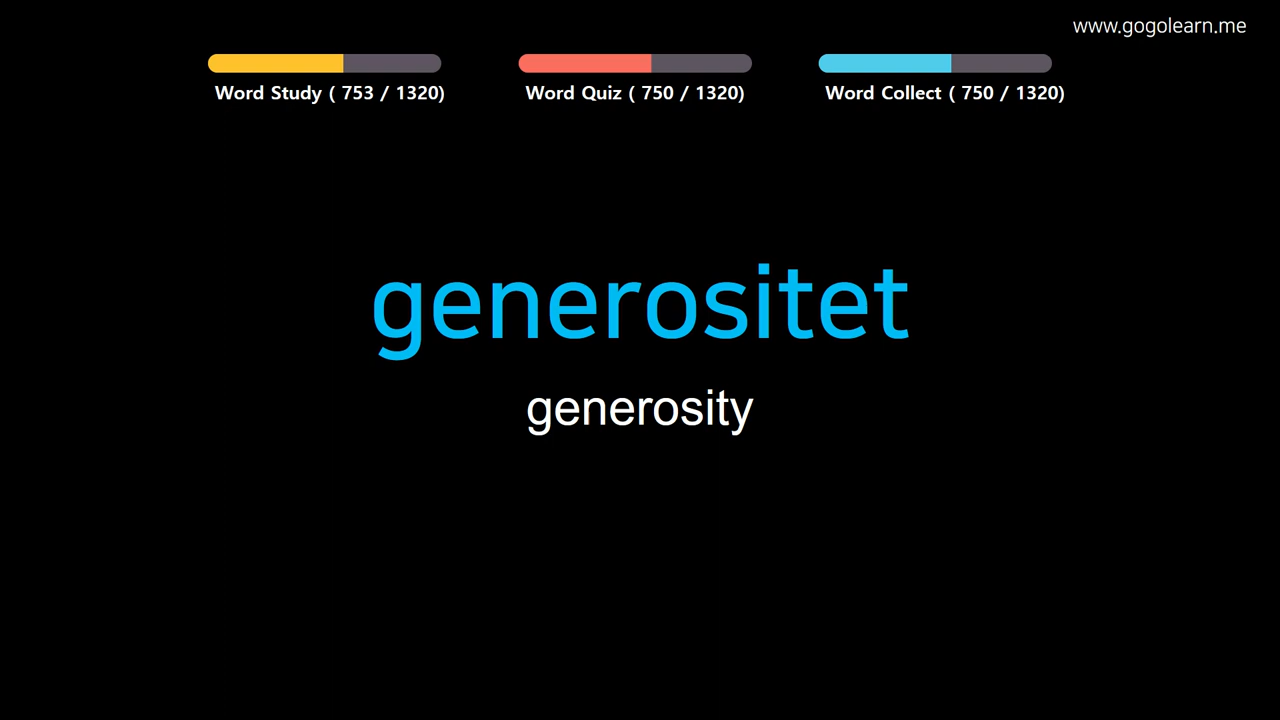 www.gogolearn.me
Word Study ( 753 / 1320)
Word Quiz ( 750 / 1320)
Word Collect ( 750 / 1320)
generositet
generosity